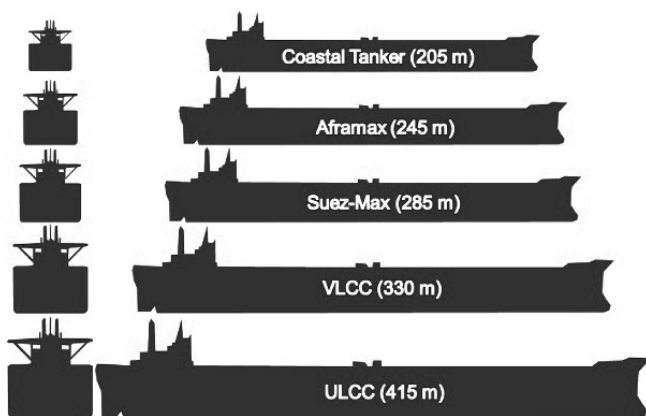 Coastal Tanker (205 m)
Aframax (245 m)
Suez-Max (285 m)
VLCC (330 m)
ULCC (415 m)